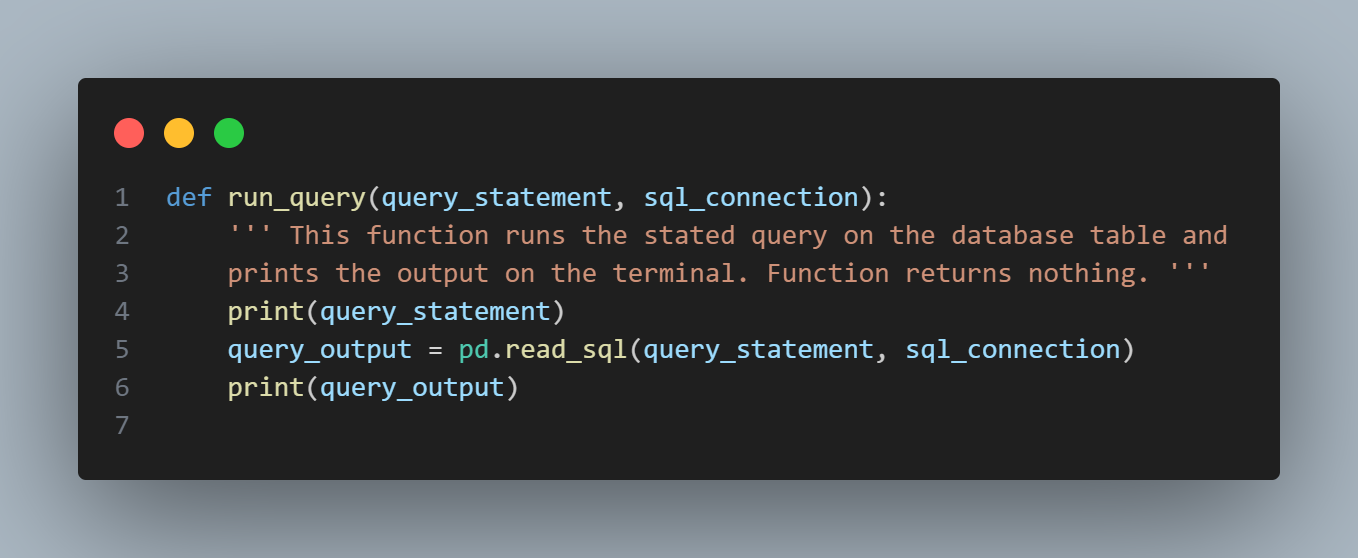 1 def run_query(query_statement, sql_connection):
2     ''' This function runs the stated query on the database table and
3     prints the output on the terminal. Function returns nothing. '''
4     print(query_statement)
5     query_output = pd.read_sql(query_statement, sql_connection)
6     print(query_output)
7